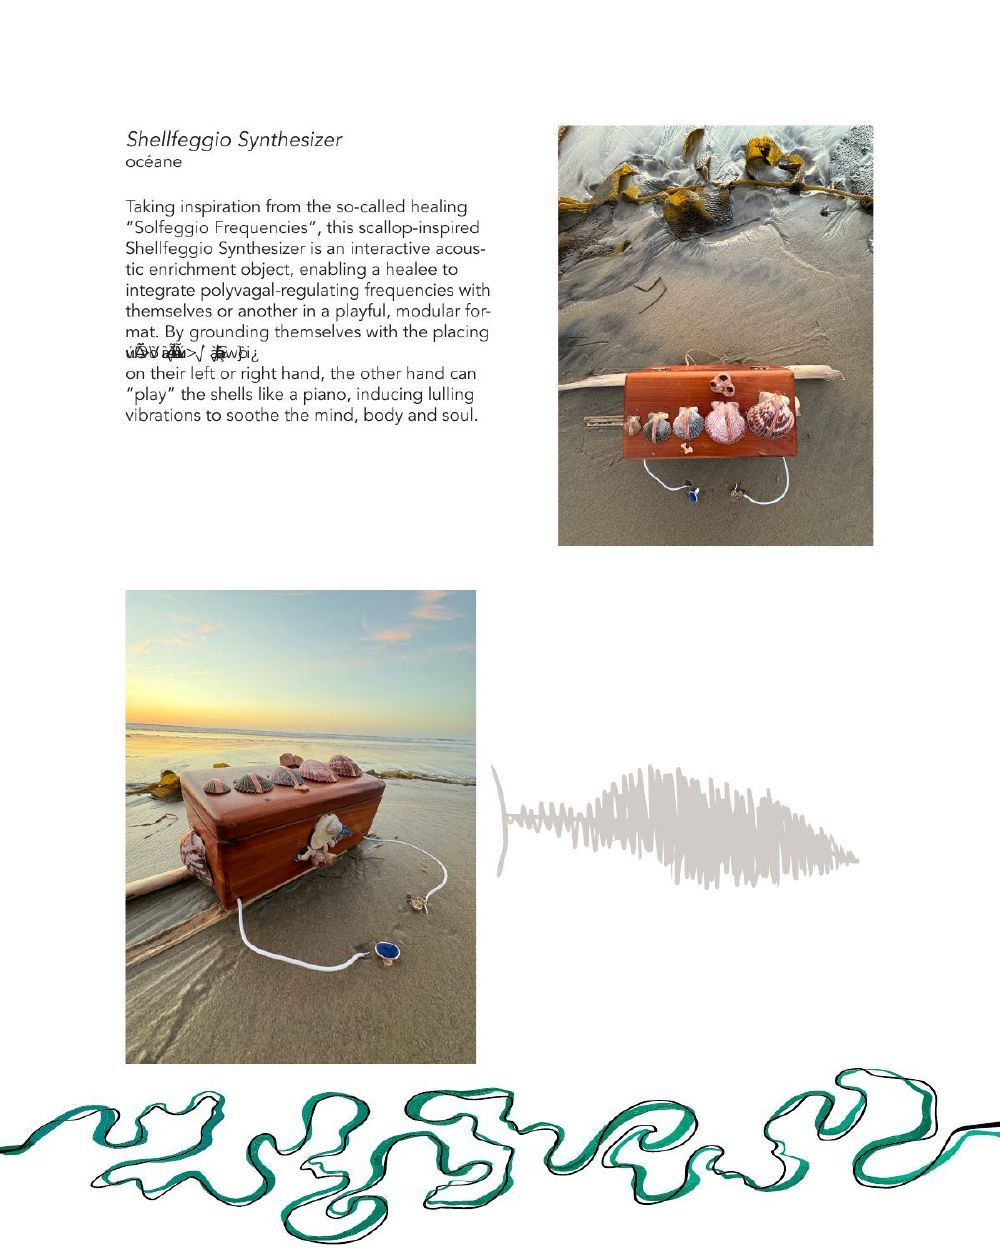 Shellfeggio Synthesizer
océane
Taking inspiration from the so-called healing
“Solfeggio Frequencies”, this scallop-inspired
Shellfeggio Synthesizer is an interactive acous-
tic enrichment object, enabling a healee to
integrate polyvagal-regulating frequencies with
themselves or another in a playful, modular for-
mat. By grounding themselves with the placing
on their left or right hand, the other hand can
“play” the shells like a piano, inducing lulling
vibrations to soothe the mind, body and soul.